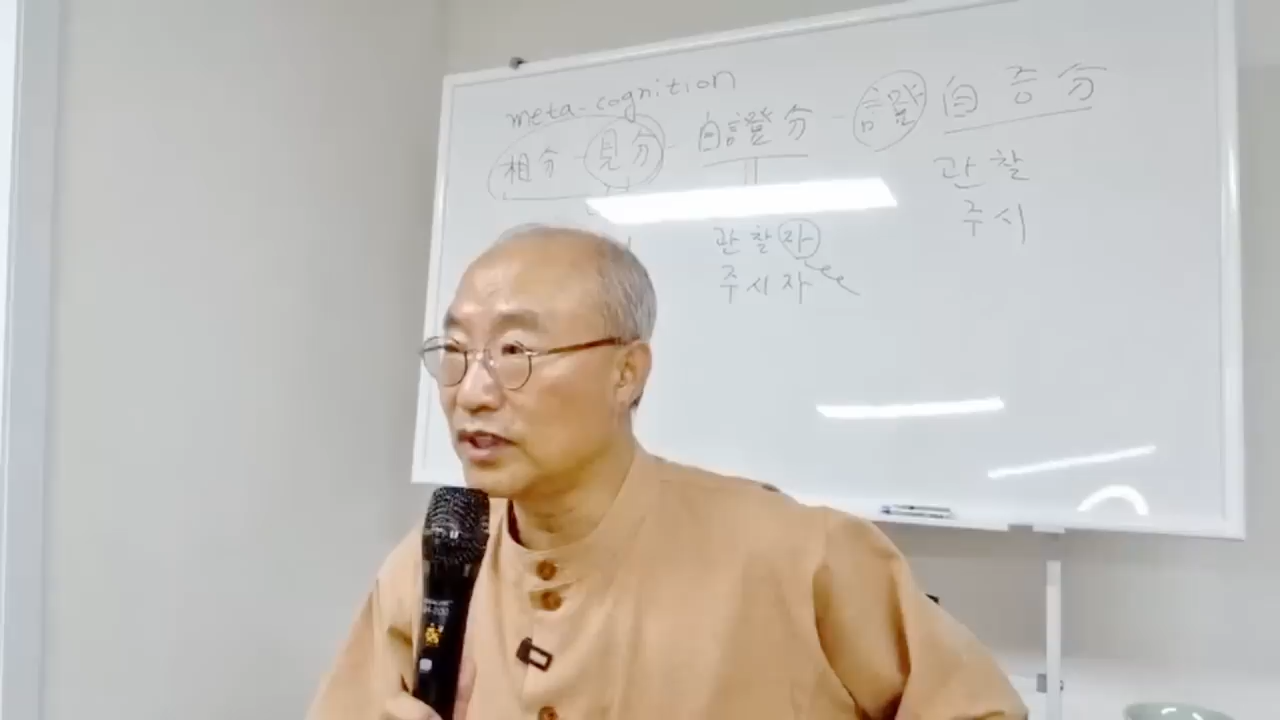 meta-cognition
相分 - 見分 - 自證分 - 證自증分
관찰자 관찰
주시자 주시